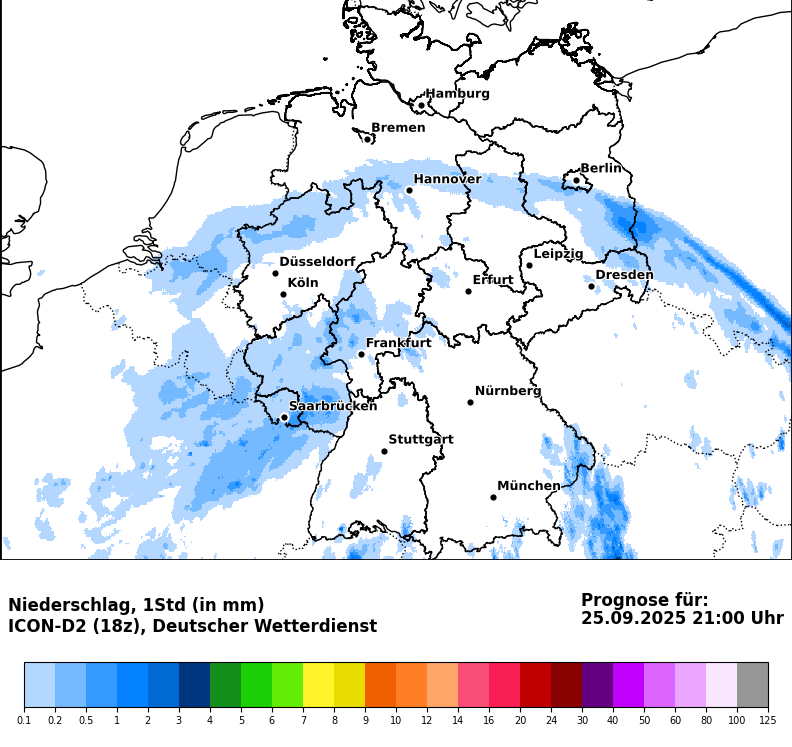 Hamburg
Bremen
Berlin
Hannover
Leipzig
Düsseldorf
Dresden
Köln
Erfurt
Frankfurt
Nürnberg
Saarbrücken
Stuttgart
München
Niederschlag, 1Std (in mm)
ICON-D2 (18z), Deutscher Wetterdienst
Prognose für:
25.09.2025 21:00 Uhr
0.1 0.2 0.5 1 2 3 4 5 6 7 8 9 10 12 14 16 20 24 30 40 50 60 80 100 125